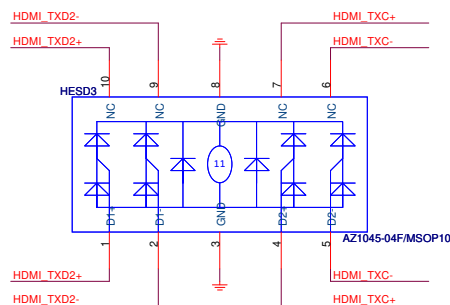 HDMI_TXD2-
HDMI_TXC+
HDMI_TXD2+
HDMI_TXC-
10
9
8
7
6
HESD3
NC
NC
GND
NC
NC
11
D1+
D1-
GND
D2+
D2-
AZ1045-04F/MSOP10
1
2
3
4
5
HDMI_TXD2+
HDMI_TXC-
HDMI_TXD2-
HDMI_TXC+